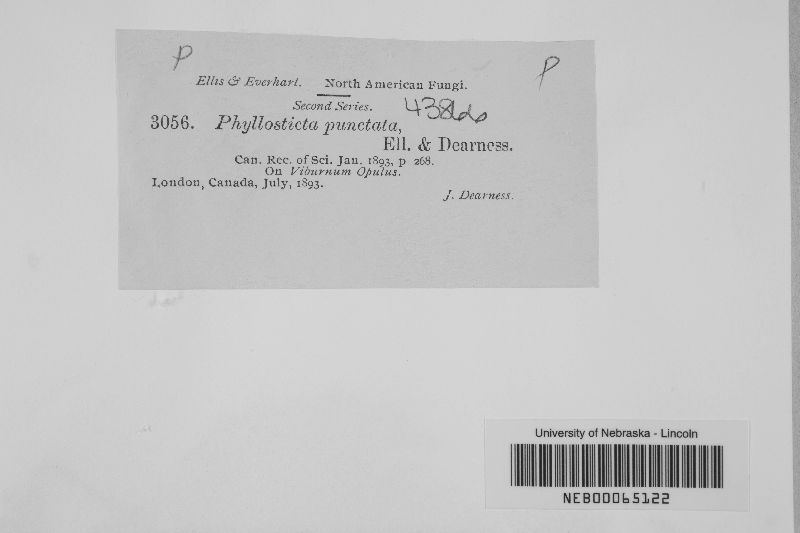 P
P
Ellis & Everhart. North American Fungi.
Second Series.
3056. Phyllosticta punctata,
Ell. & Dearness.
Can. Rec. of Sci. Jan. 1893, p 268.
On Viburnum Opulus.
London, Canada, July, 1893.
J. Dearness.
University of Nebraska - Lincoln
NEB00065122